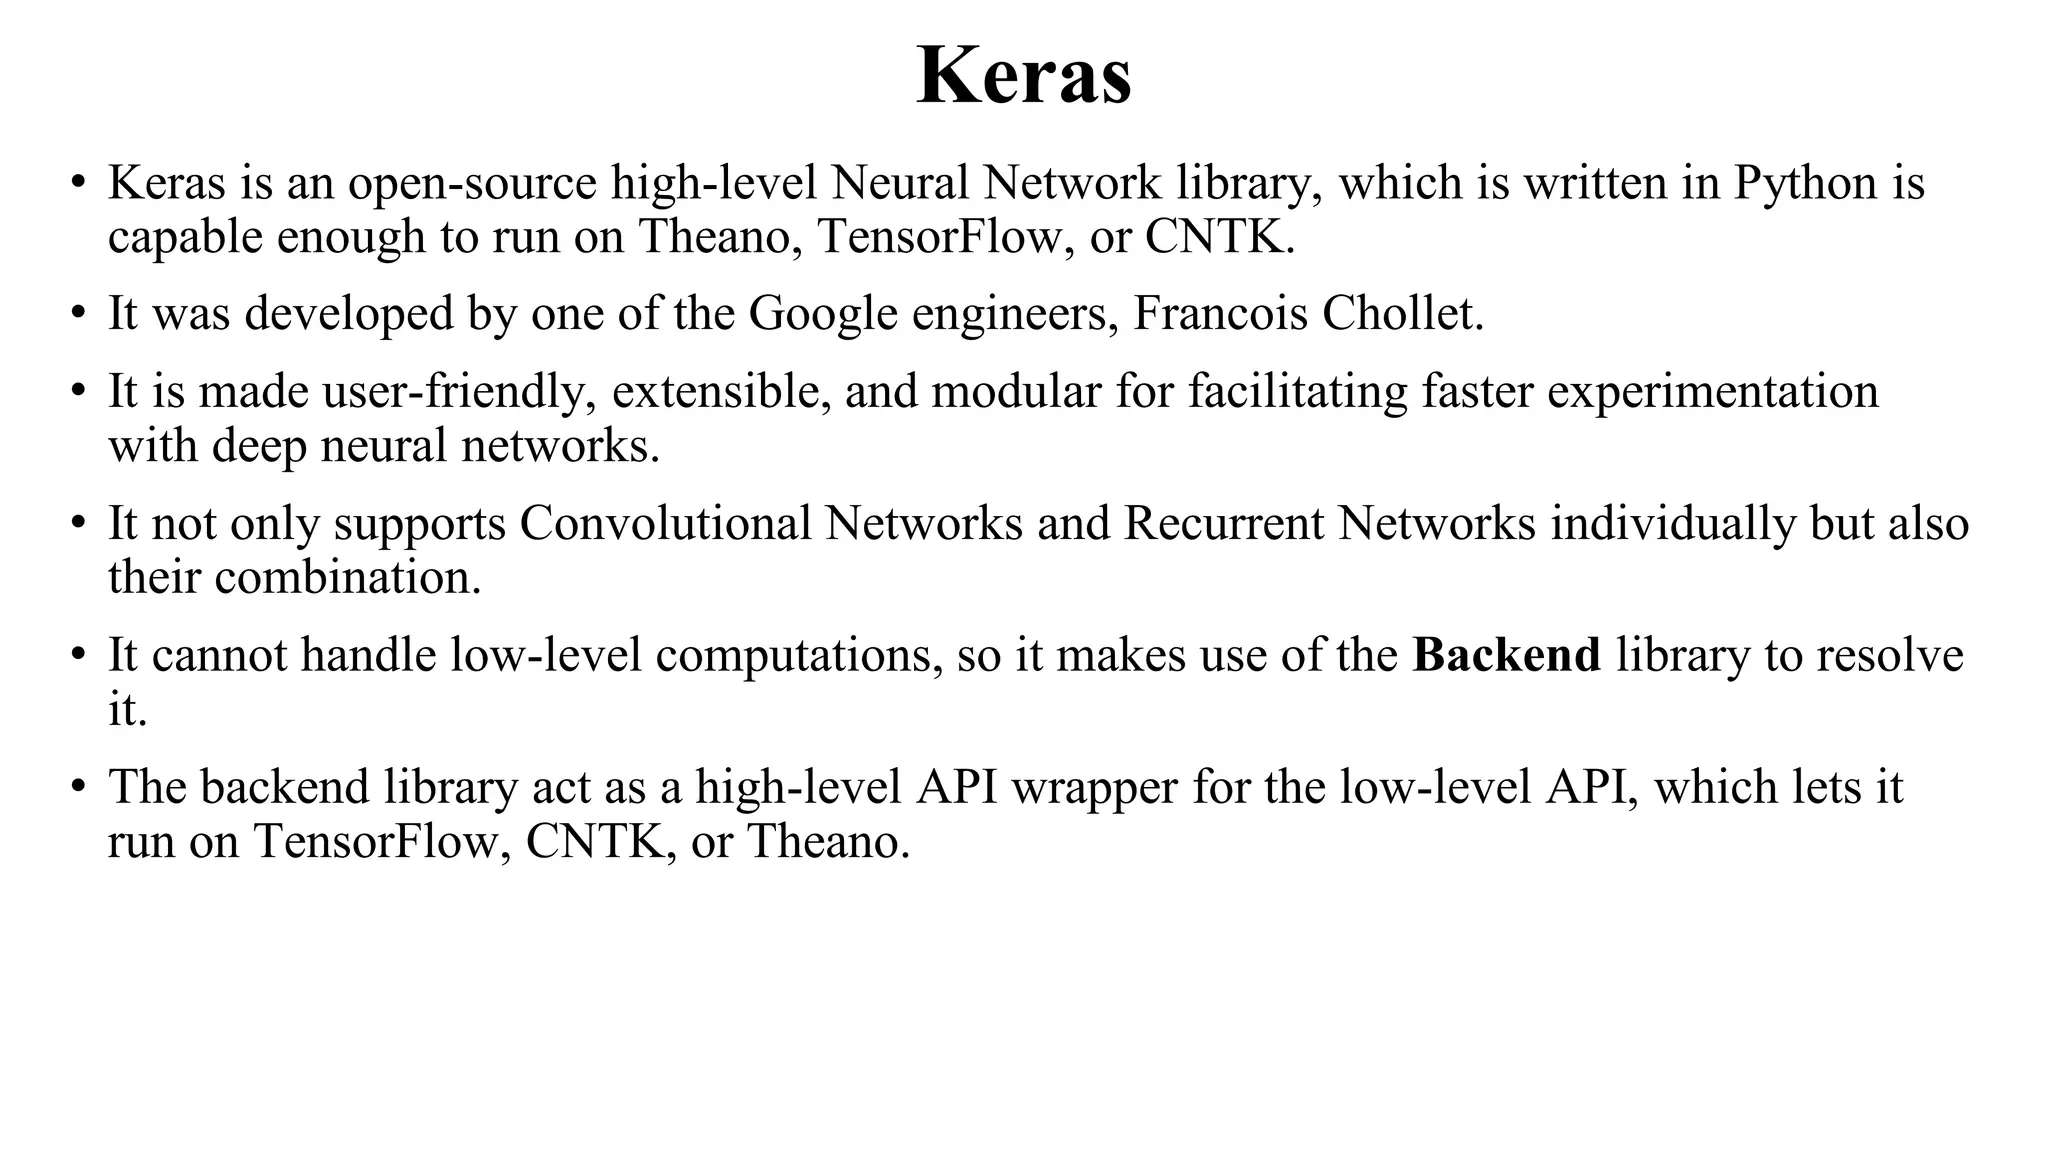 Keras
• Keras is an open-source high-level Neural Network library, which is written in Python is
capable enough to run on Theano, TensorFlow, or CNTK.
• It was developed by one of the Google engineers, Francois Chollet.
• It is made user-friendly, extensible, and modular for facilitating faster experimentation
with deep neural networks.
• It not only supports Convolutional Networks and Recurrent Networks individually but also
their combination.
• It cannot handle low-level computations, so it makes use of the Backend library to resolve
it.
• The backend library act as a high-level API wrapper for the low-level API, which lets it
run on TensorFlow, CNTK, or Theano.